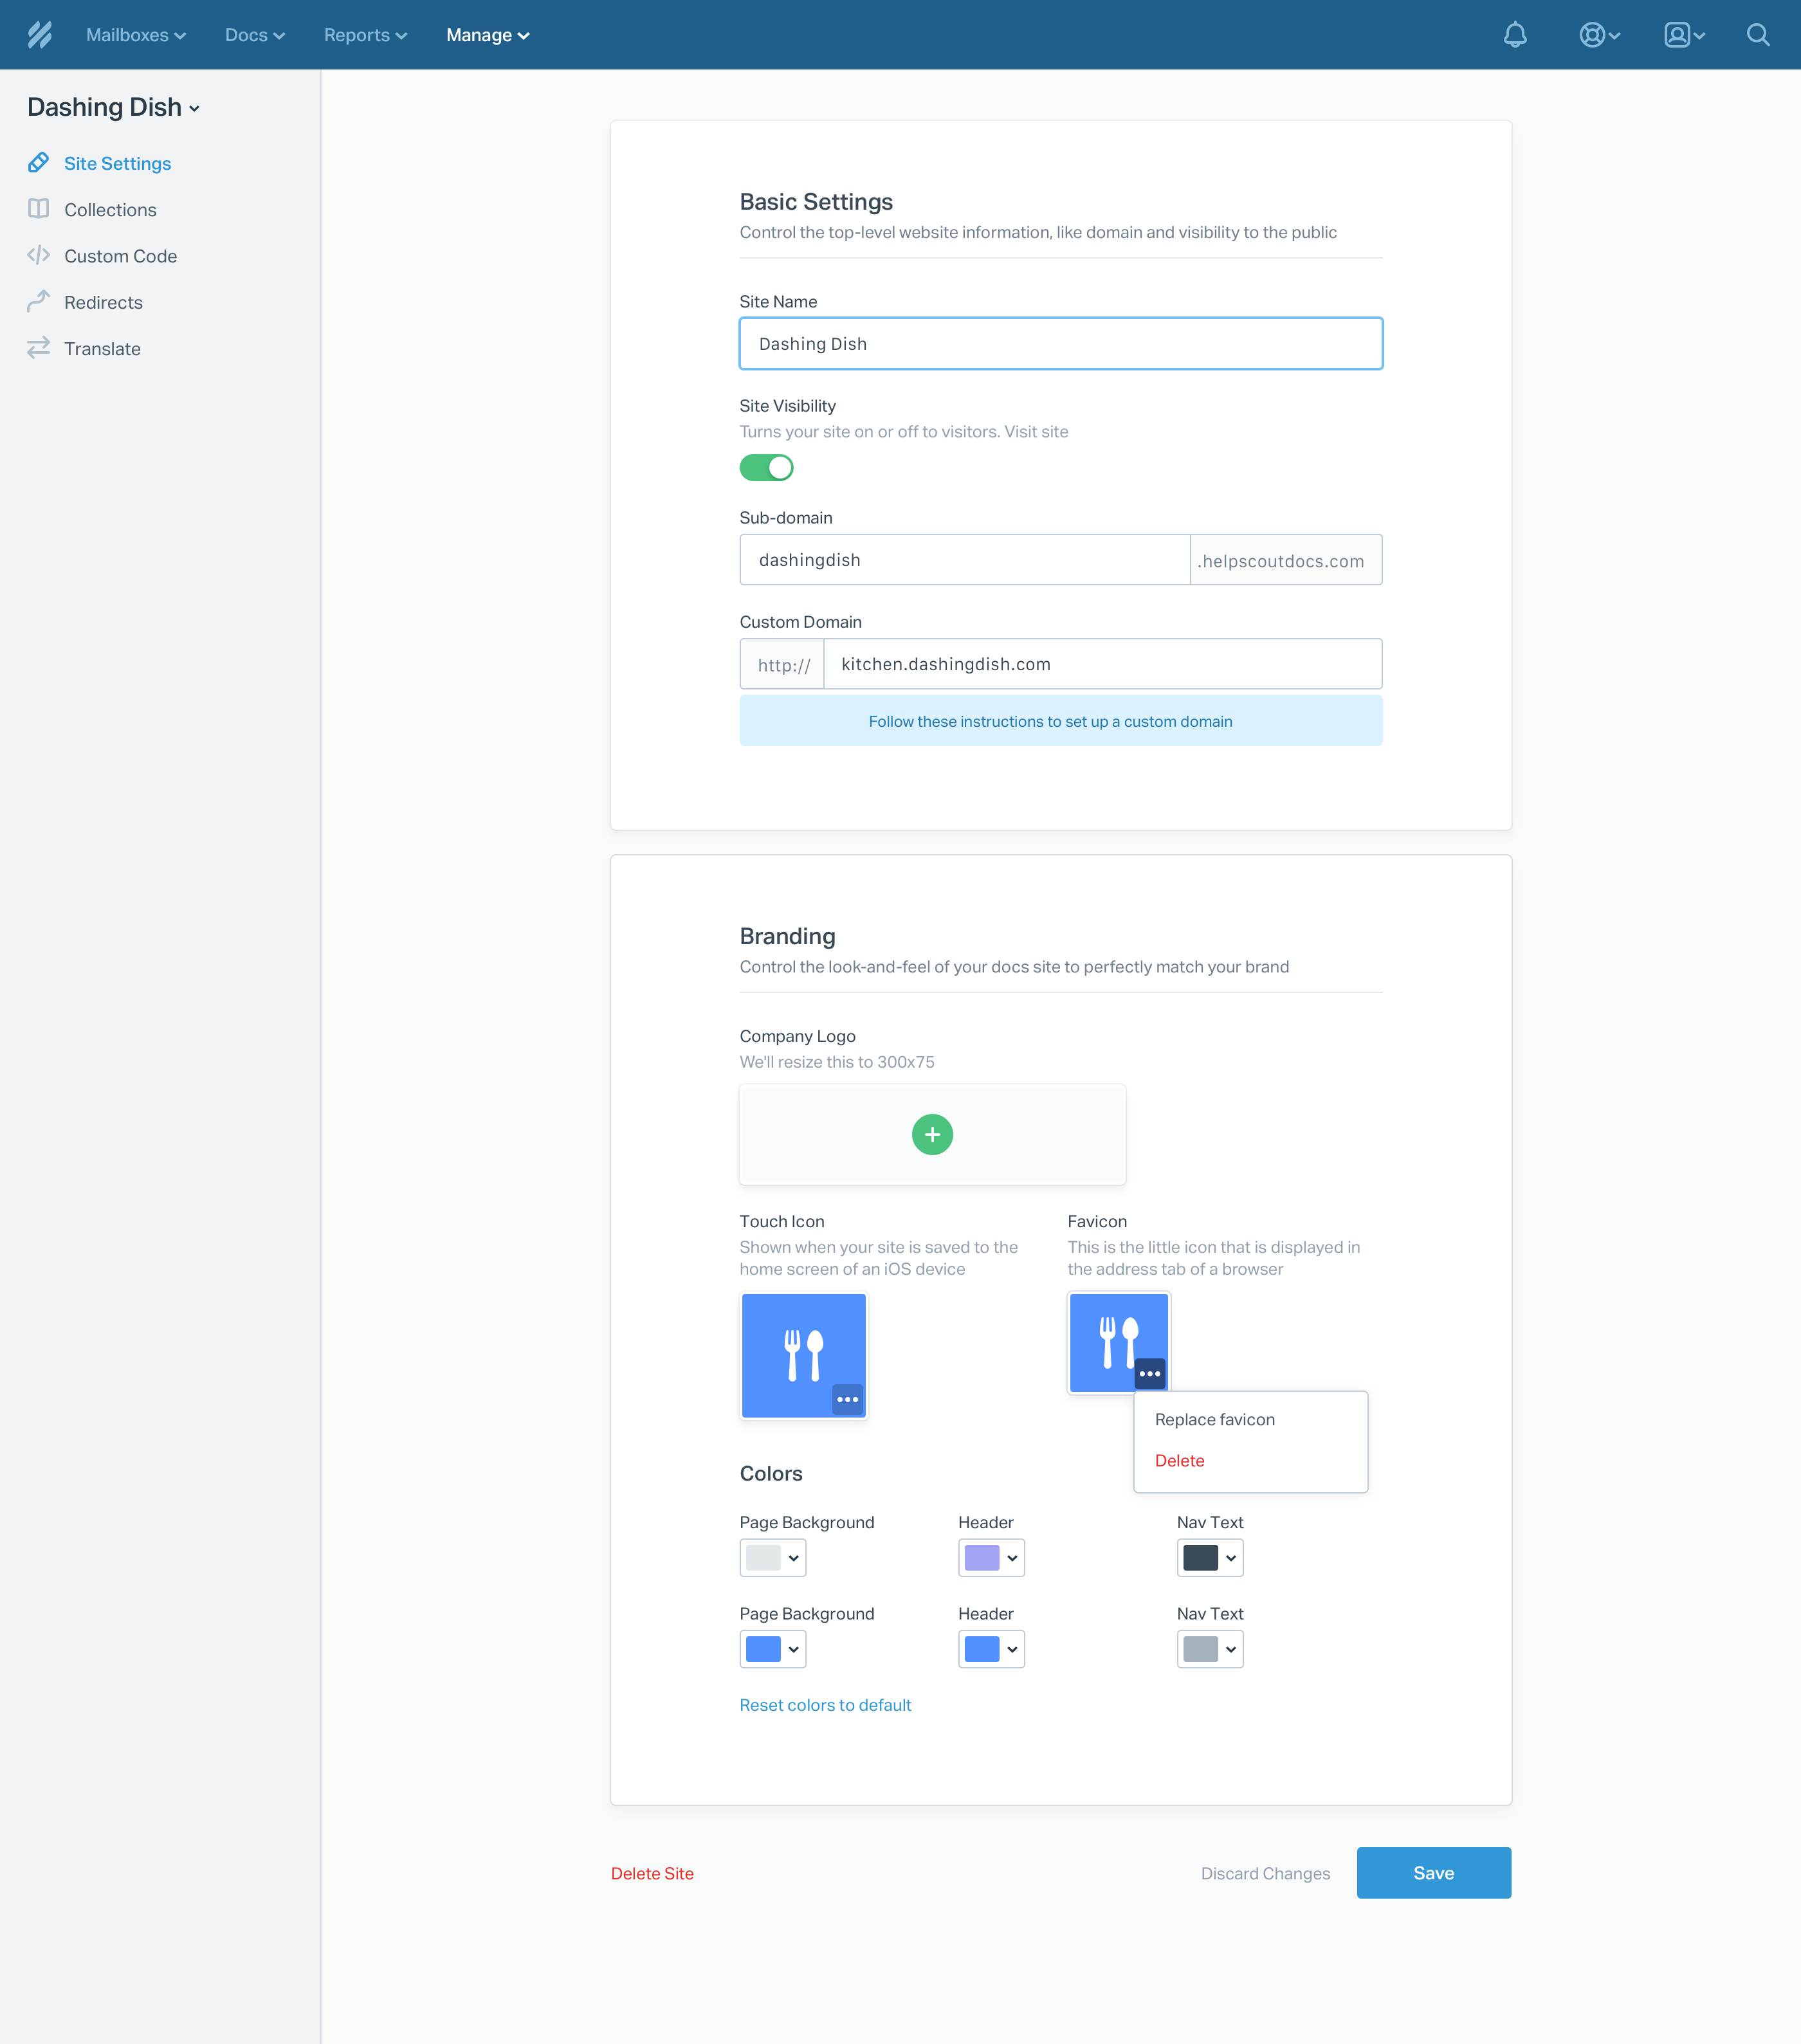 Mailboxes
Docs
Reports
Manage
Dashing Dish
Site Settings
Collections
Custom Code
Redirects
Translate
Basic Settings
Control the top-level website information, like domain and visibility to the public
Site Name
Dashing Dish
Site Visibility
Turns your site on or off to visitors. Visit site
Sub-domain
dashingdish
.helpscoutdocs.com
Custom Domain
http://
kitchen.dashingdish.com
Follow these instructions to set up a custom domain
Branding
Control the look-and-feel of your docs site to perfectly match your brand
Company Logo
We'll resize this to 300x75
Touch Icon
Shown when your site is saved to the
home screen of an iOS device
Favicon
This is the little icon that is displayed in
the address tab of a browser
Replace favicon
Delete
Colors
Page Background
Header
Nav Text
Page Background
Header
Nav Text
Reset colors to default
Delete Site
Discard Changes
Save